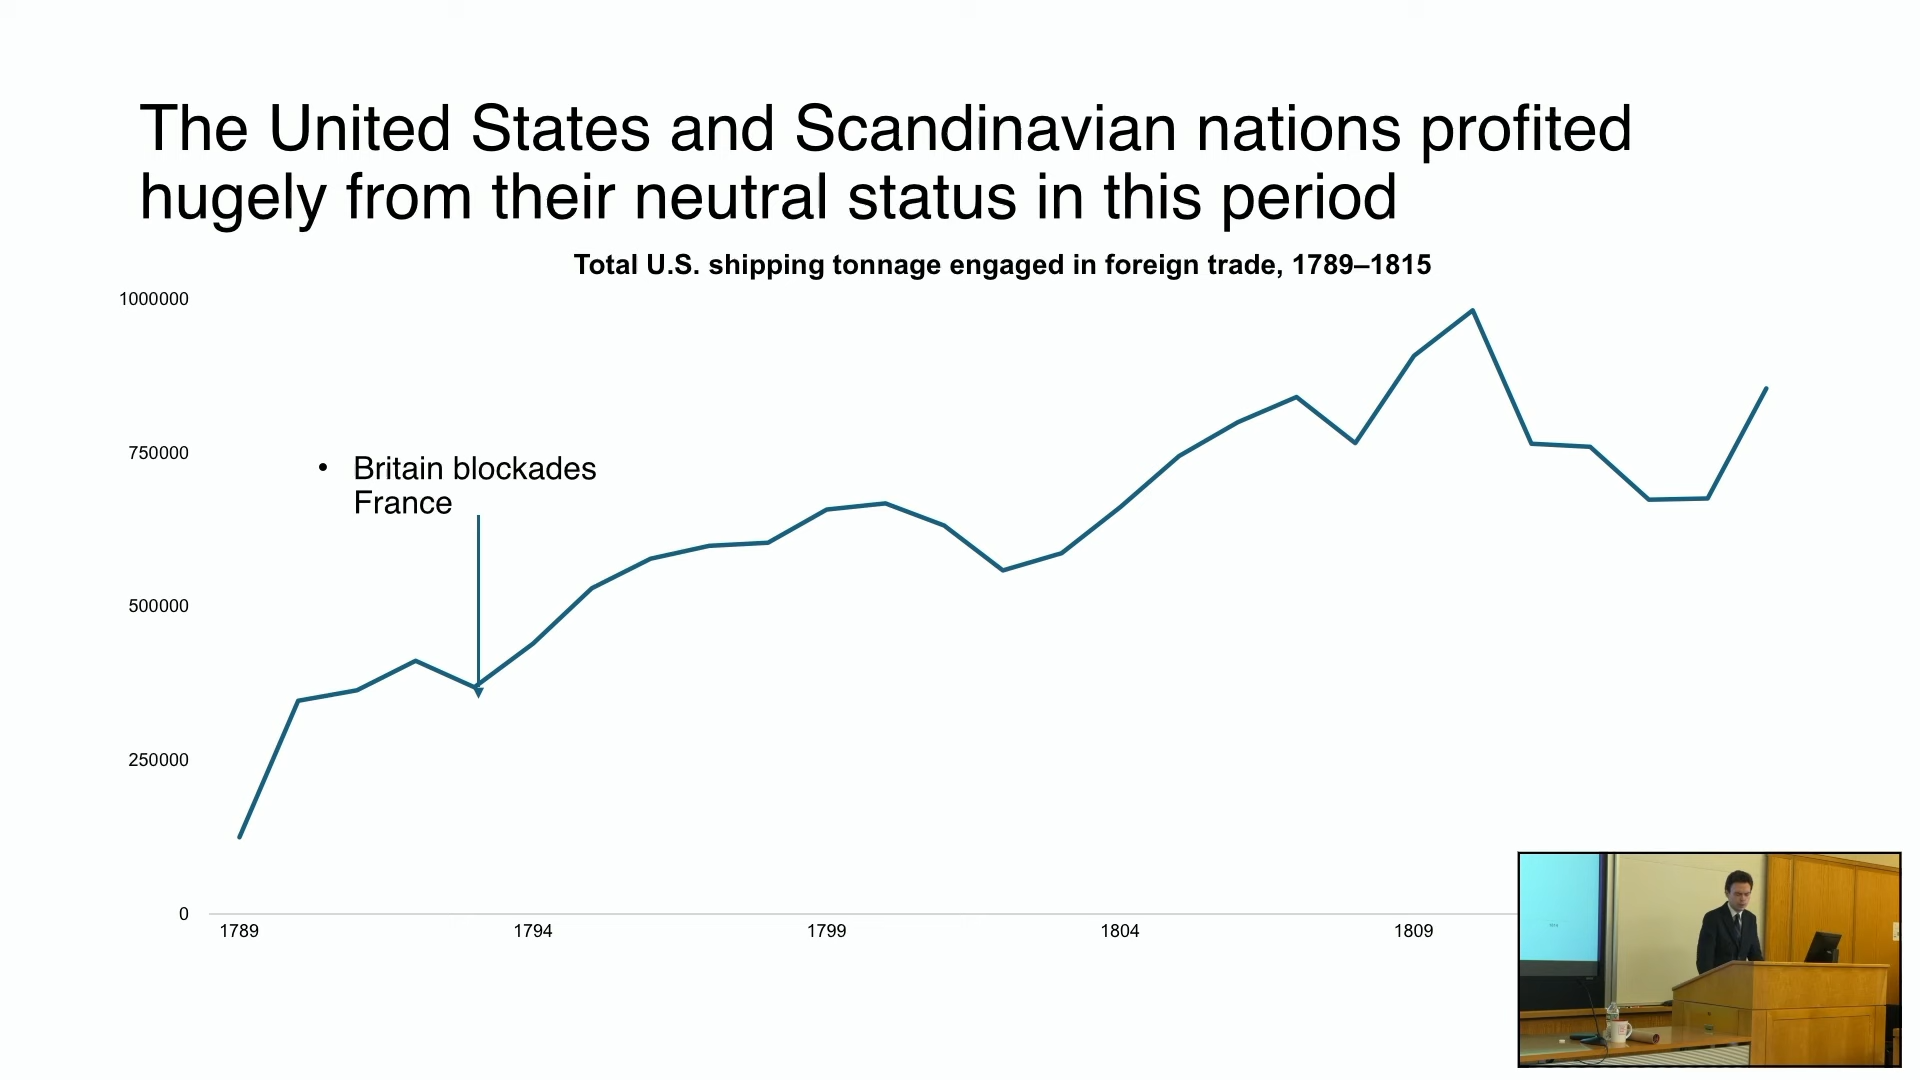 The United States and Scandinavian nations profited
hugely from their neutral status in this period
Total U.S. shipping tonnage engaged in foreign trade, 1789–1815
1000000
750000
• Britain blockades
France
500000
250000
0
1789
1794
1799
1804
1809